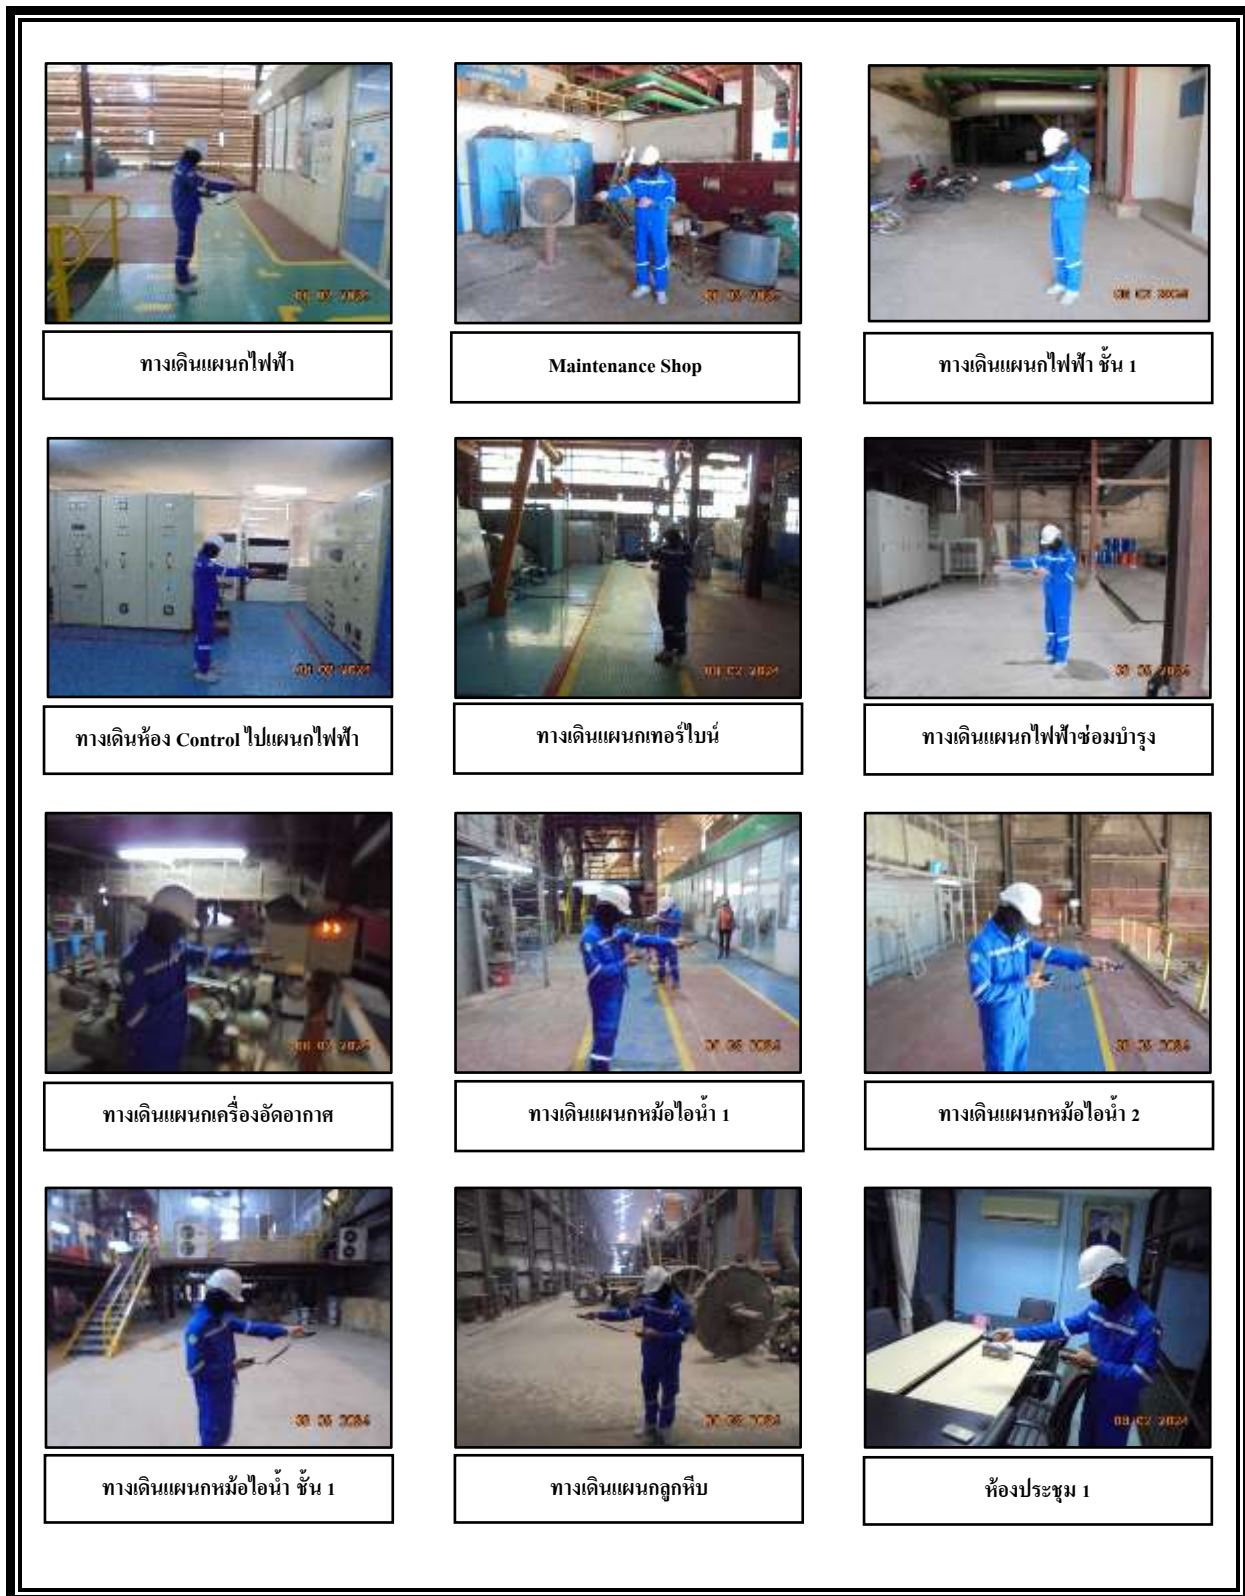 ทางเดินแผนกไฟฟ้า
Maintenance Shop
ทางเดินแผนกไฟฟ้า ชั้น 1
08 02 2024
ทางเดินห้อง Control ไปแผนกไฟฟ้า
ทางเดินแผนกเทอร์ไบน์
ทางเดินแผนกไฟฟ้าซ่อมบำรุง
ทางเดินแผนกเครื่องอัดอากาศ
ทางเดินแผนกหม้อไอน้ำ 1
ทางเดินแผนกหม้อไอน้ำ 2
08 02 2024
ทางเดินแผนกหม้อไอน้ำ ชั้น 1
ทางเดินแผนกลูกหีบ
ห้องประชุม 1